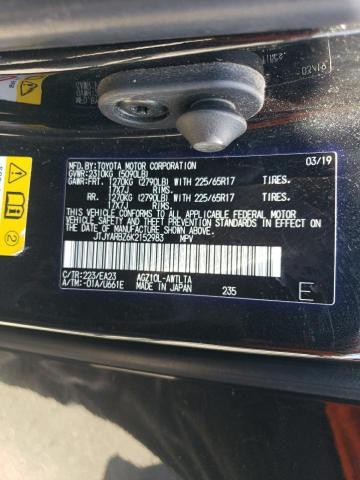 03416
MFD.BY:TOYOTA MOTOR CORPORATION 03/19
GVWR:2310KG (5090LB)
GAWR:FRT. 1270KG (2790LB) WITH 225/65R17 TIRES.
17X7J
RR. 1270KG (2790LB) WITH 225/65R17 TIRES.
17X7J
THIS VEHICLE CONFORMS TO ALL APPLICABLE FEDERAL MOTOR
VEHICLE SAFETY AND THEFT PREVENTION STANDARDS IN EFFECT ON
THE DATE OF MANUFACTURE SHOWN ABOVE.
JTJYARBZ6K2152983 MPV
C/TR:223/EA23 AGZ10L-AWTLTA
A/TM:-01A/U661E MADE IN JAPAN 235 E